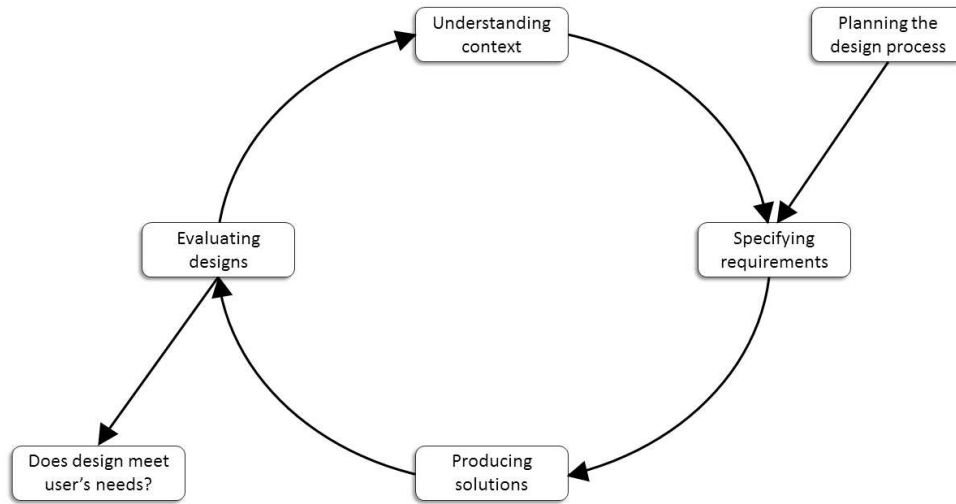 Understanding
context
Planning the
design process
Evaluating
designs
Specifying
requirements
Does design meet
user's needs?
Producing
solutions